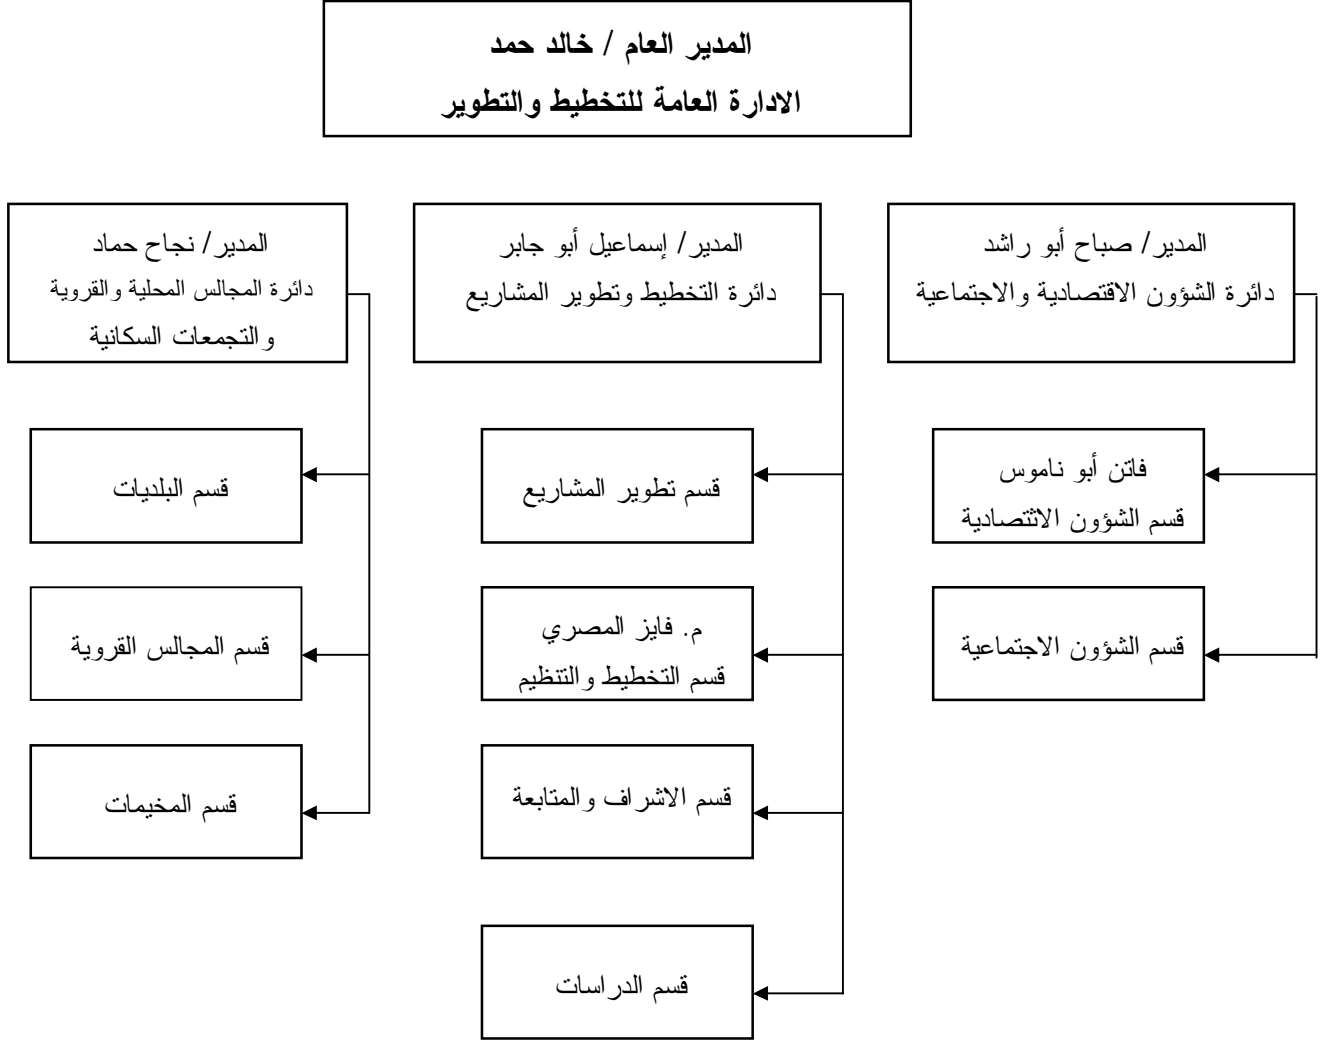 المدير العام / خالد حمد
الادارة العامة للتخطيط والتطوير
المدير/ صباح أبو راشد
دائرة الشؤون الاقتصادية والاجتماعية
فاتن أبو ناموس
قسم الشؤون الاثتصادية
قسم الشؤون الاجتماعية
المدير/ إسماعيل أبو جابر
دائرة التخطيط وتطوير المشاريع
قسم تطوير المشاريع
م. فايز المصري
قسم التخطيط والتنظيم
قسم الاشراف والمتابعة
قسم الدراسات
المدير/ نجاح حماد
دائرة المجالس المحلية والقروية
والتجمعات السكانية
قسم البلديات
قسم المجالس القروية
قسم المخيمات